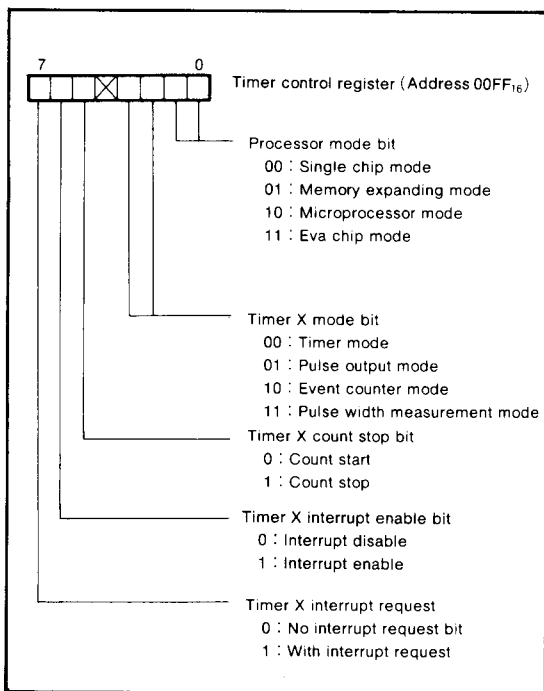 7 0
Timer control register (Address 00FF₁₆)
Processor mode bit
00 : Single chip mode
01 : Memory expanding mode
10 : Microprocessor mode
11 : Eva chip mode
Timer X mode bit
00 : Timer mode
01 : Pulse output mode
10 : Event counter mode
11 : Pulse width measurement mode
Timer X count stop bit
0 : Count start
1 : Count stop
Timer X interrupt enable bit
0 : Interrupt disable
1 : Interrupt enable
Timer X interrupt request
0 : No interrupt request bit
1 : With interrupt request